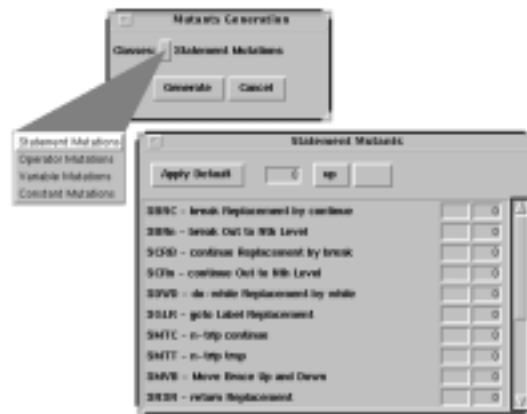 Mutants Generation
Classes: Statement Mutations
Generate Cancel
Statement Mutations
Operator Mutations
Variable Mutations
Constant Mutations
Statement Mutants
Apply Default 0 up
SBRC - break Replacement by continue 0
SBRn - break Out to Nth Level 0
SCRB - continue Replacement by break 0
SCRn - continue Out to Nth Level 0
SDWD - do-while Replacement by while 0
SGLR - goto Label Replacement 0
SMTC - n-trip continue 0
SMTT - n-trip trap 0
SMVB - Move Brace Up and Down 0
SRSR - return Replacement 0